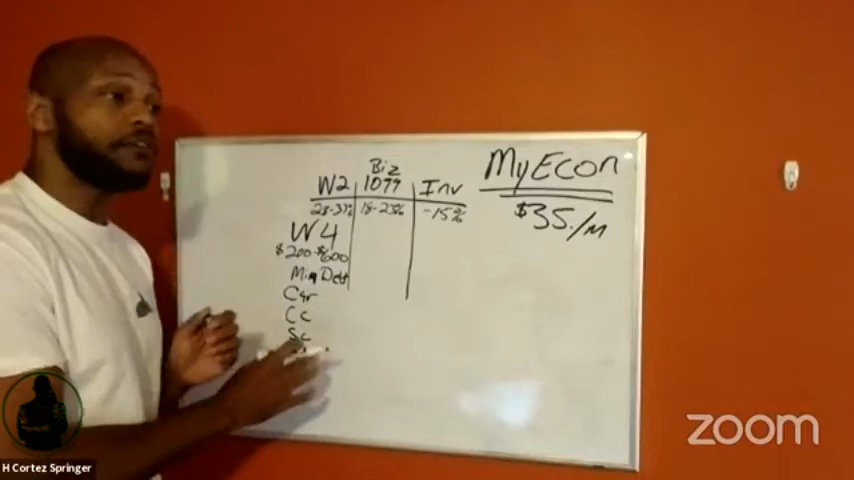 MyEcon
$35./M
Biz
W2 1099 Inv
28-33% 18-23% -15%
W4
$200-$600
Min Debt
Car
CC
SC
zoom
H Cortez Springer